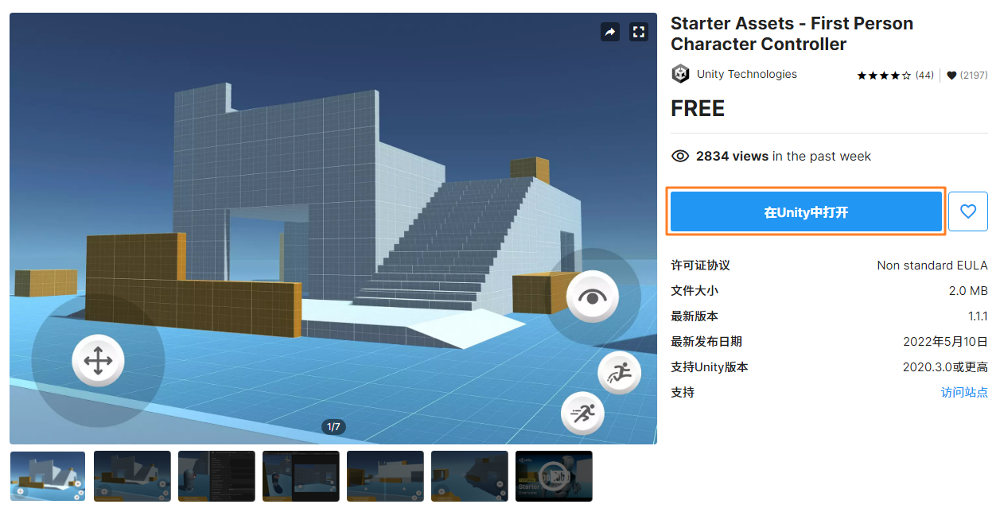 Starter Assets - First Person
Character Controller
Unity Technologies
(44)
(2197)
FREE
2834 views in the past week
在Unity中打开
许可证协议 Non standard EULA
文件大小 2.0 MB
最新版本 1.1.1
最新发布日期 2022年5月10日
支持Unity版本 2020.3.0或更高
支持 访问站点
1/7